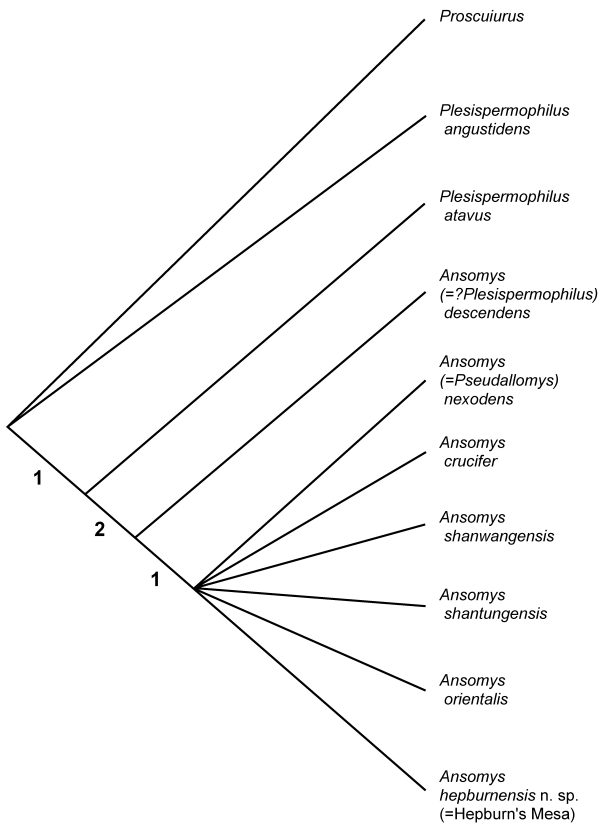 Proscuiurus
Plesispermophilus
angustidens
Plesispermophilus
atavus
Ansomys
(=?Plesispermophilus)
descendens
Ansomys
(=Pseudallomys)
nexodens
Ansomys
crucifer
Ansomys
shanwangensis
Ansomys
shantungensis
Ansomys
orientalis
Ansomys
hepburnensis n. sp.
(=Hepburn's Mesa)
1
2
1